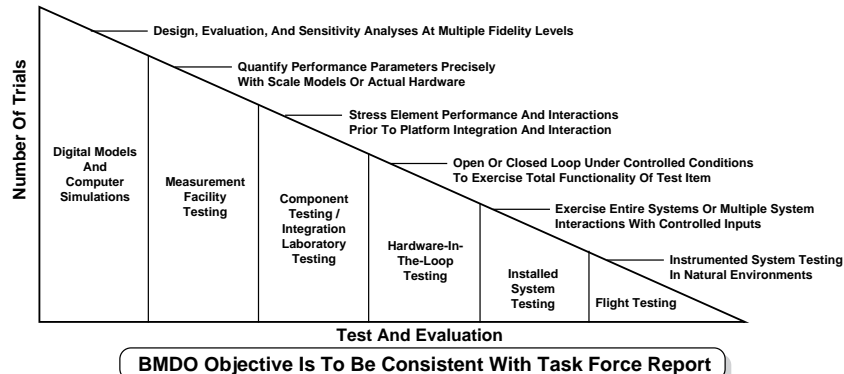 Design, Evaluation, And Sensitivity Analyses At Multiple Fidelity Levels
Quantify Performance Parameters Precisely
With Scale Models Or Actual Hardware
Stress Element Performance And Interactions
Prior To Platform Integration And Interaction
Open Or Closed Loop Under Controlled Conditions
To Exercise Total Functionality Of Test Item
Exercise Entire Systems Or Multiple System
Interactions With Controlled Inputs
Instrumented System Testing
In Natural Environments
Number Of Trials
Digital Models
And
Computer
Simulations
Measurement
Facility
Testing
Component
Testing /
Integration
Laboratory
Testing
Hardware-In-
The-Loop
Testing
Installed
System
Testing
Flight Testing
Test And Evaluation
BMDO Objective Is To Be Consistent With Task Force Report